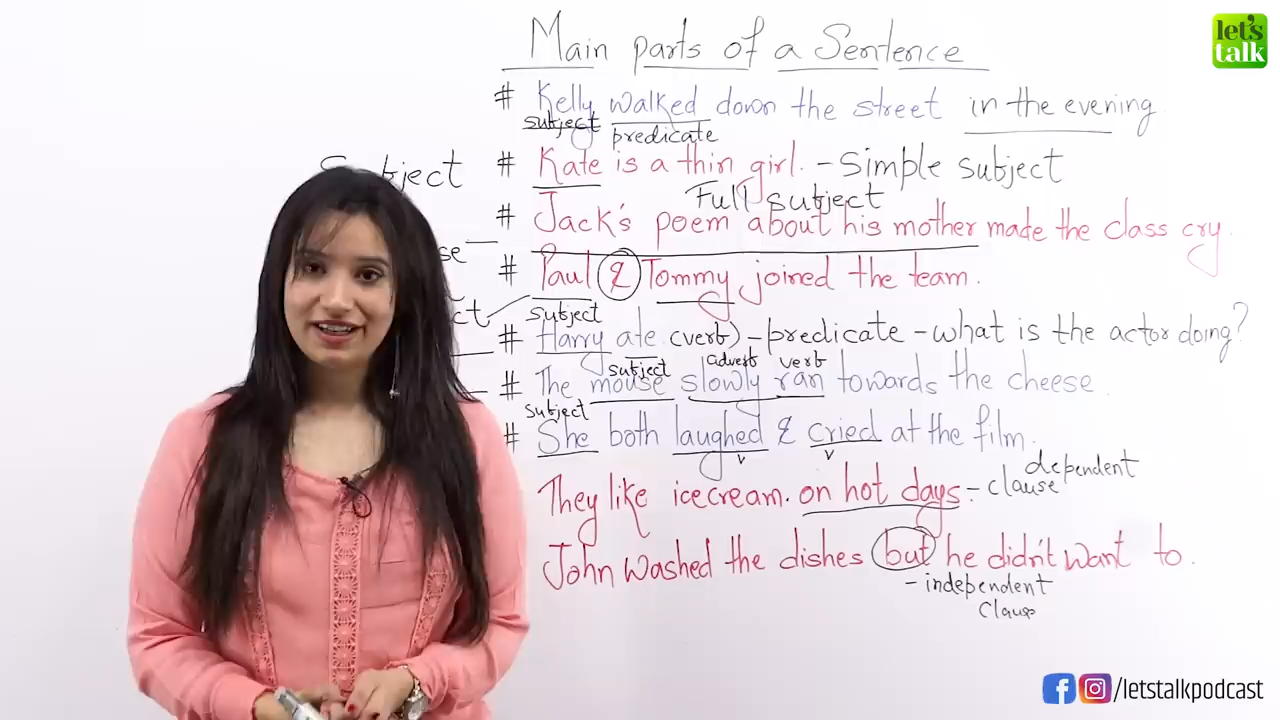 let's
talk
Main parts of a Sentence
# Kelly walked down the street in the evening
subject predicate
Subject
# Kate is a thin girl. - Simple subject
Full subject
# Jack's poem about his mother made the class cry.
# Paul & Tommy joined the team.
subject
# Harry ate (verb) - predicate - what is the actor doing?
subject adverb verb
# The mouse slowly ran towards the cheese
subject
# She both laughed & cried at the film.
v v
dependent
They like icecream. on hot days - clause
John washed the dishes but he didn't want to.
- independent
Claus
/letstalkpodcast